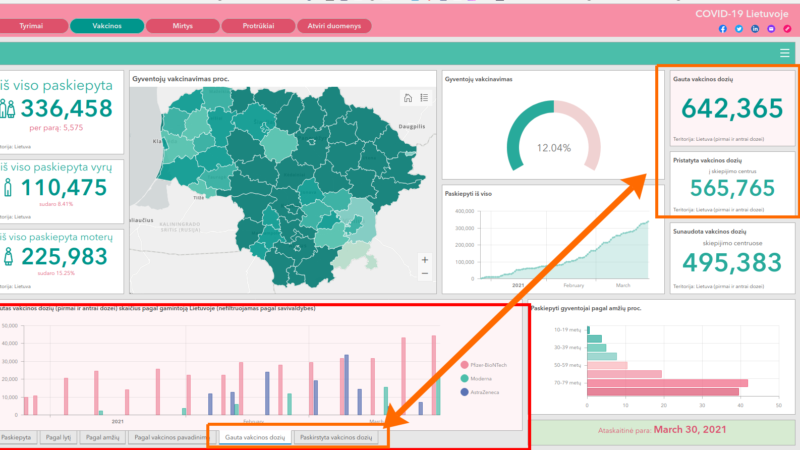 COVID-19 Lietuvoje
Tyrimai
Vakcinos
Mirtys
Protrūkiai
Atviri duomenys
iš viso paskiepyta
336,458
per parą: 5,575
Teritorija: Lietuva
iš viso paskiepyta vyrų
110,475
sudaro 8.41%
Teritorija: Lietuva
iš viso paskiepyta moterų
225,983
sudaro 15.25%
Teritorija: Lietuva
Gyventojų vakcinavimas proc.
Daugpilis
KALININGRADO
SRITIS (RUSIJA)
Gyventojų vakcinavimas
12.04%
Paskiepyti iš viso
400,000
300,000
200,000
100,000
0
2021
February
March
Gauta vakcinos dozių
642,365
Teritorija: Lietuva (pirmai ir antrai dozei)
Pristatyta vakcinos dozių
į skiepijimo centrus
565,765
Teritorija: Lietuva (pirmai ir antrai dozei)
Sunaudota vakcinos dozių
skiepijimo centruose
495,383
Teritorija: Lietuva (pirmai ir antrai dozei)
Gautas vakcinos dozių (pirmai ir antrai dozei) skaičius pagal gamintoją Lietuvoje (nefiltruojamas pagal savivaldybes)
50,000
40,000
30,000
20,000
10,000
0
2021
February
March
Pfizer-BioNTech
Moderna
AstraZeneca
Paskiepyta
Pagal lytį
Pagal amžių
Pagal vakcinos pavadinimą
Gauta vakcinos dozių
Paskirstyta vakcinos dozių
Paskiepyti gyventojai pagal amžių proc.
10-19 metų
30-39 metų
50-59 metų
70-79 metų
0
10
20
30
40
50
Ataskaitinė para: March 30, 2021